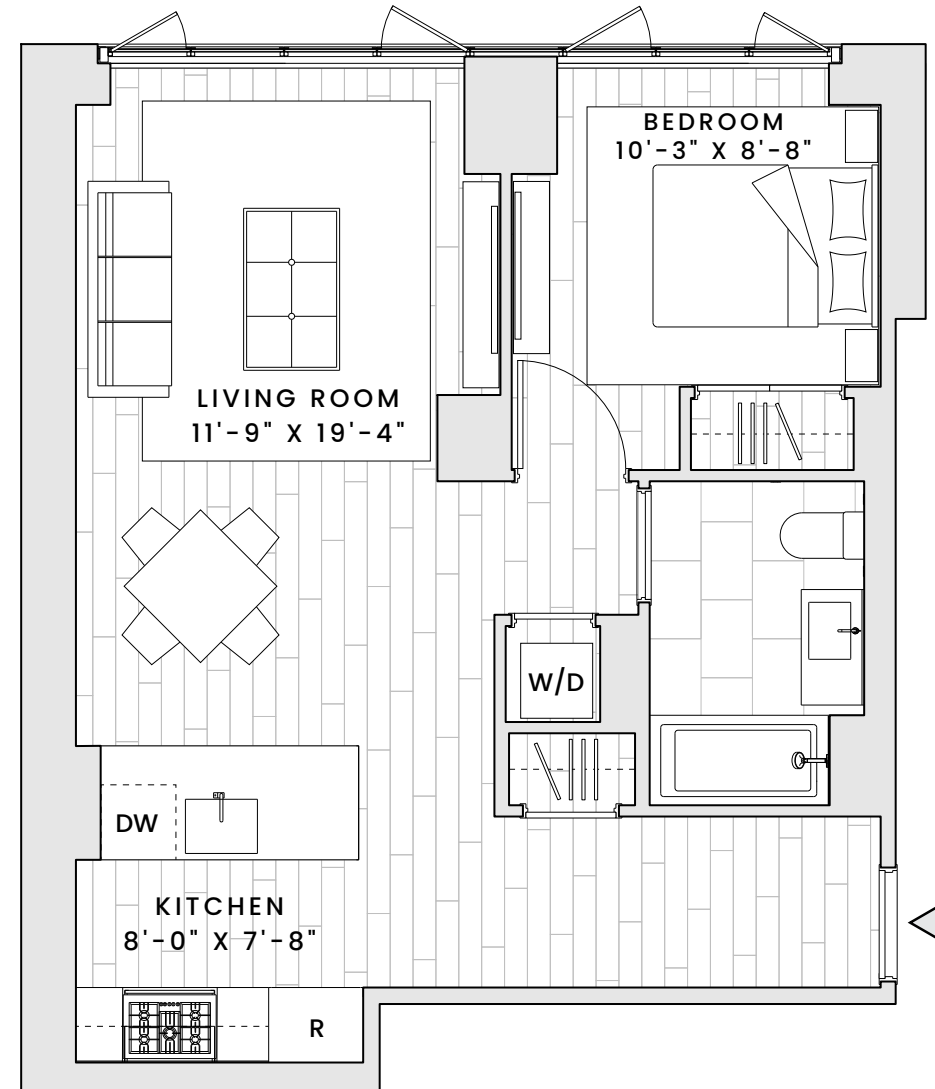 BEDROOM
10'-3" X 8'-8"
LIVING ROOM
11'-9" X 19'-4"
W/D
DW
KITCHEN
8'-0" X 7'-8"
R